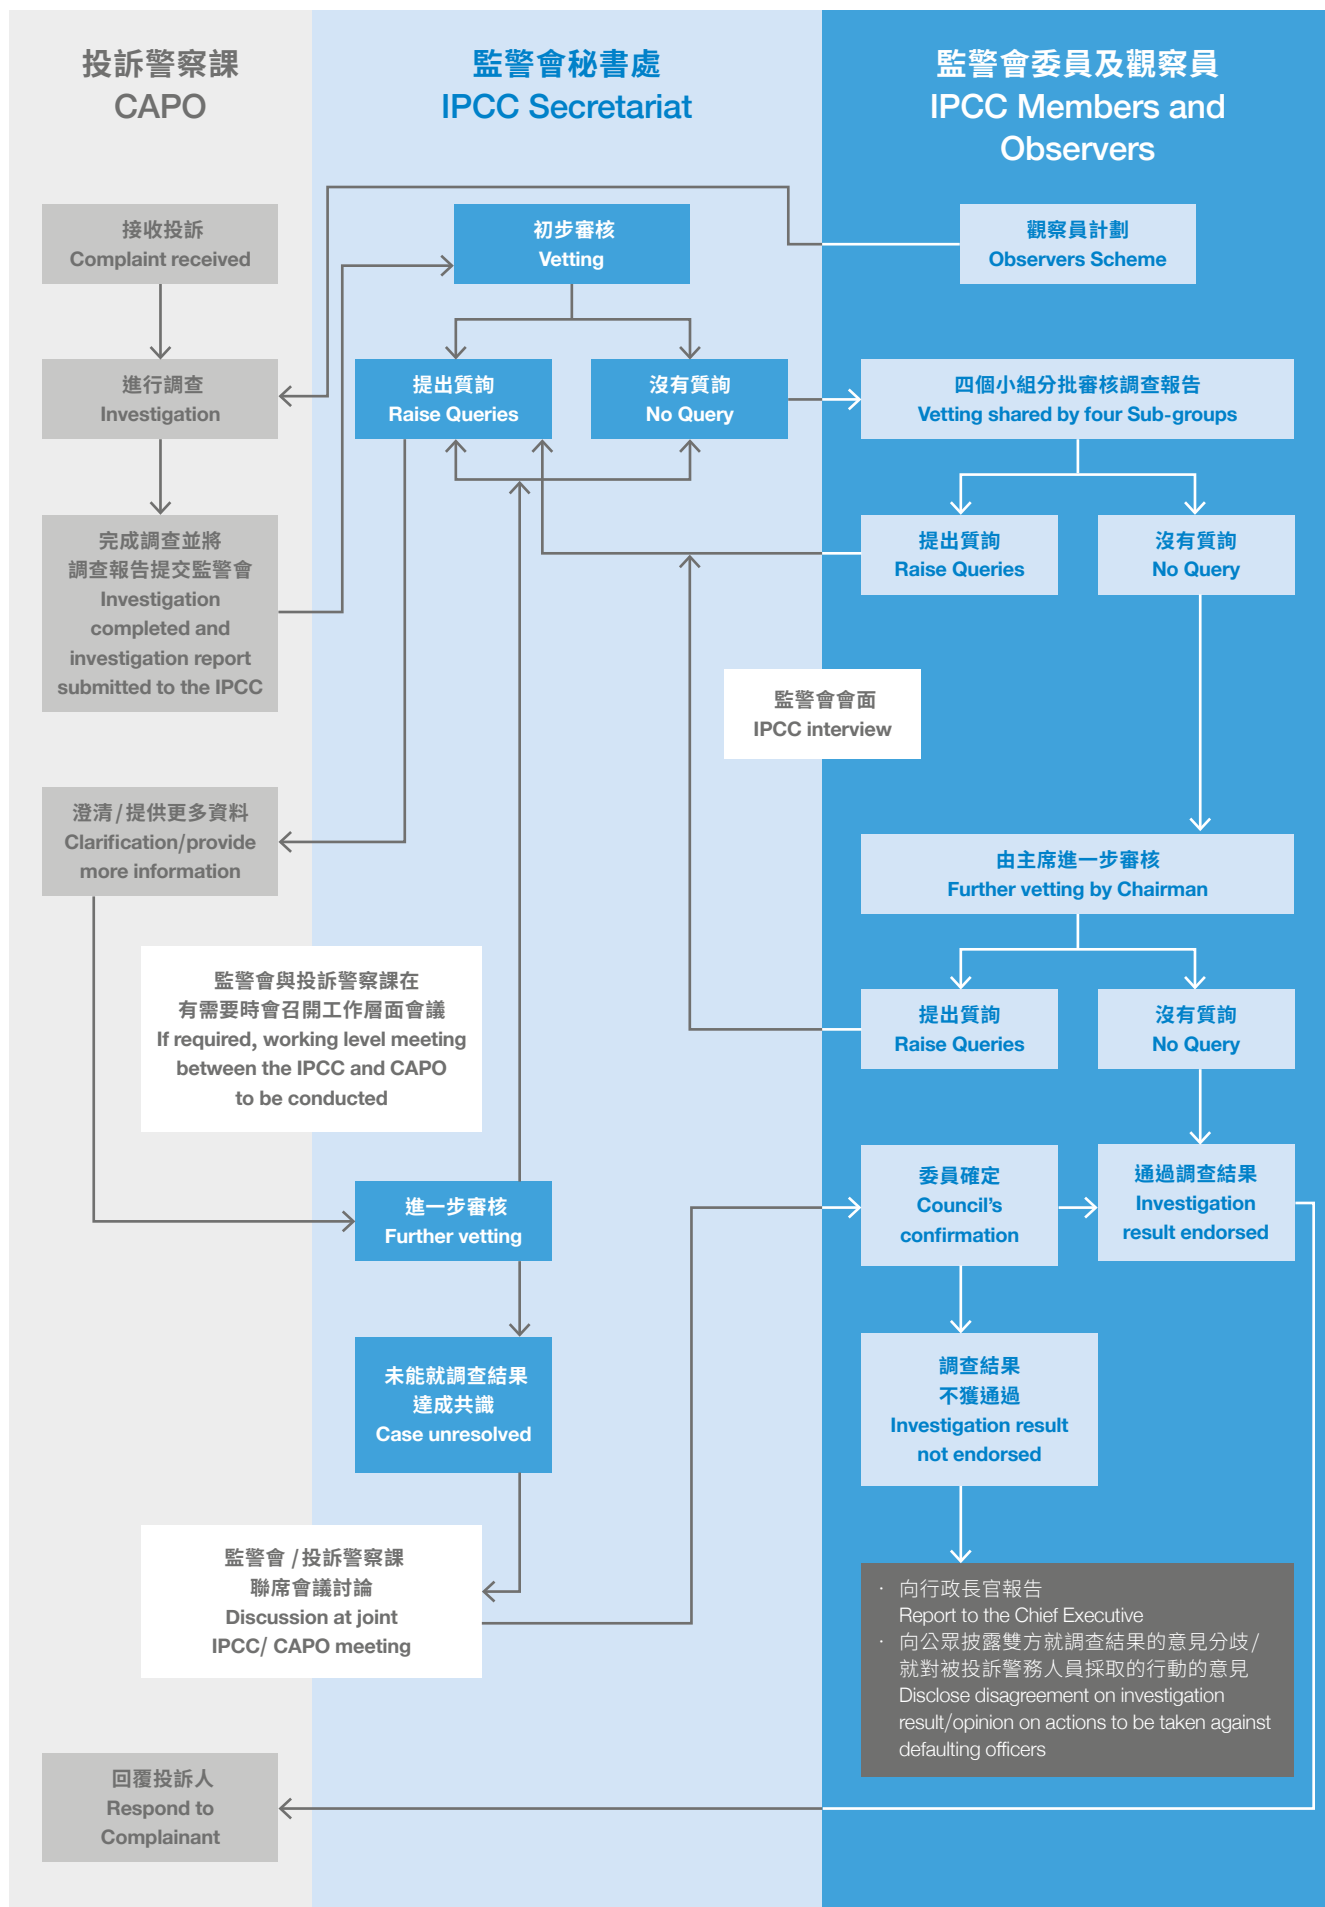 投訴警察課
CAPO
監警會秘書處
IPCC Secretariat
監警會委員及觀察員
IPCC Members and
Observers
接收投訴
Complaint received
初步審核
Vetting
觀察員計劃
Observers Scheme
進行調查
Investigation
提出質詢
Raise Queries
沒有質詢
No Query
四個小組分批審核調查報告
Vetting shared by four Sub-groups
完成調查並將
調查報告提交監警會
Investigation
completed and
investigation report
submitted to the IPCC
提出質詢
Raise Queries
沒有質詢
No Query
監警會會面
IPCC interview
澄清/提供更多資料
Clarification/provide
more information
由主席進一步審核
Further vetting by Chairman
監警會與投訴警察課在
有需要時會召開工作層面會議
If required, working level meeting
between the IPCC and CAPO
to be conducted
提出質詢
Raise Queries
沒有質詢
No Query
進一步審核
Further vetting
委員確定
Council's
confirmation
通過調查結果
Investigation
result endorsed
未能就調查結果
達成共識
Case unresolved
調查結果
不獲通過
Investigation result
not endorsed
監警會 /投訴警察課
聯席會議討論
Discussion at joint
IPCC/ CAPO meeting
· 向行政長官報告
Report to the Chief Executive
· 向公眾披露雙方就調查結果的意見分歧/
就對被投訴警務人員採取的行動的意見
Disclose disagreement on investigation
result/opinion on actions to be taken against
defaulting officers
回覆投訴人
Respond to
Complainant